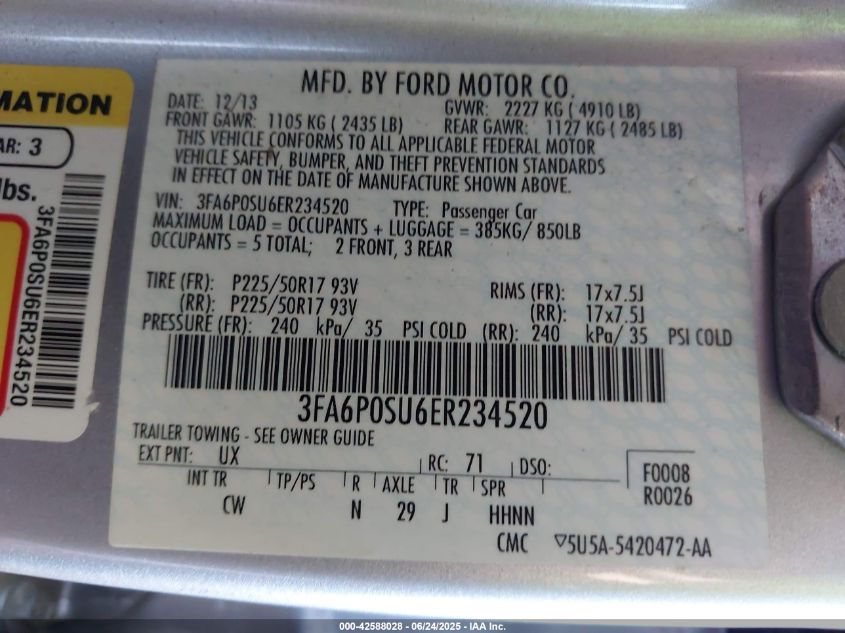 MATION
AR: 3
lbs.
3FA6P0SU6ER234520
MFD. BY FORD MOTOR CO.
DATE: 12/13 GVWR: 2227 KG ( 4910 LB)
FRONT GAWR: 1105 KG ( 2435 LB) REAR GAWR: 1127 KG ( 2485 LB)
THIS VEHICLE CONFORMS TO ALL APPLICABLE FEDERAL MOTOR
VEHICLE SAFETY, BUMPER, AND THEFT PREVENTION STANDARDS
IN EFFECT ON THE DATE OF MANUFACTURE SHOWN ABOVE.
VIN: 3FA6P0SU6ER234520 TYPE: Passenger Car
MAXIMUM LOAD = OCCUPANTS + LUGGAGE = 385KG/ 850LB
OCCUPANTS = 5 TOTAL; 2 FRONT, 3 REAR
TIRE (FR): P225/50R17 93V RIMS (FR): 17x7.5J
(RR): P225/50R17 93V (RR): 17x7.5J
PRESSURE (FR): 240 kPa/ 35 PSI COLD (RR): 240 kPa/ 35 PSI COLD
3FA6P0SU6ER234520
TRAILER TOWING - SEE OWNER GUIDE
EXT PNT: UX RC: 71 DSO:
INT TR TP/PS R AXLE TR SPR
CW N 29 J HHNN
F0008
R0026
CMC ▽5U5A-5420472-AA
000-42588028 - 06/24/2025 - IAA Inc.